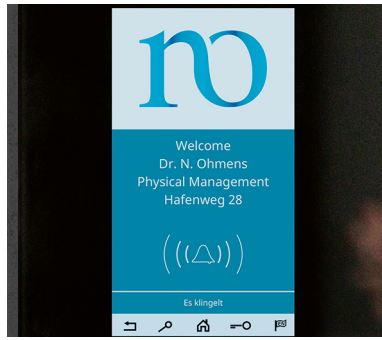 no
Welcome
Dr. N. Ohmens
Physical Management
Hafenweg 28
Es klingelt